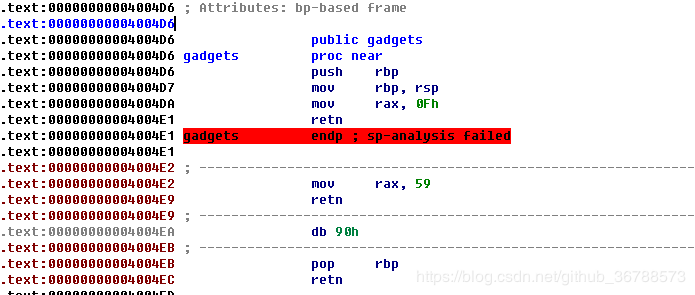 .text:00000000004004D6 ; Attributes: bp-based frame
.text:00000000004004D6
.text:00000000004004D6 public gadgets
.text:00000000004004D6 gadgets proc near
.text:00000000004004D6 push rbp
.text:00000000004004D7 mov rbp, rsp
.text:00000000004004DA mov rax, 0Fh
.text:00000000004004E1 retn
.text:00000000004004E1 gadgets endp ; sp-analysis failed
.text:00000000004004E1
.text:00000000004004E2 ; ---------------------------------------------------------------------------
.text:00000000004004E2 mov rax, 59
.text:00000000004004E9 retn
.text:00000000004004E9 ; ---------------------------------------------------------------------------
.text:00000000004004EA db 90h
.text:00000000004004EB ; ---------------------------------------------------------------------------
.text:00000000004004EB pop rbp
.text:00000000004004EC retn
https://blog.csdn.net/github_36788573